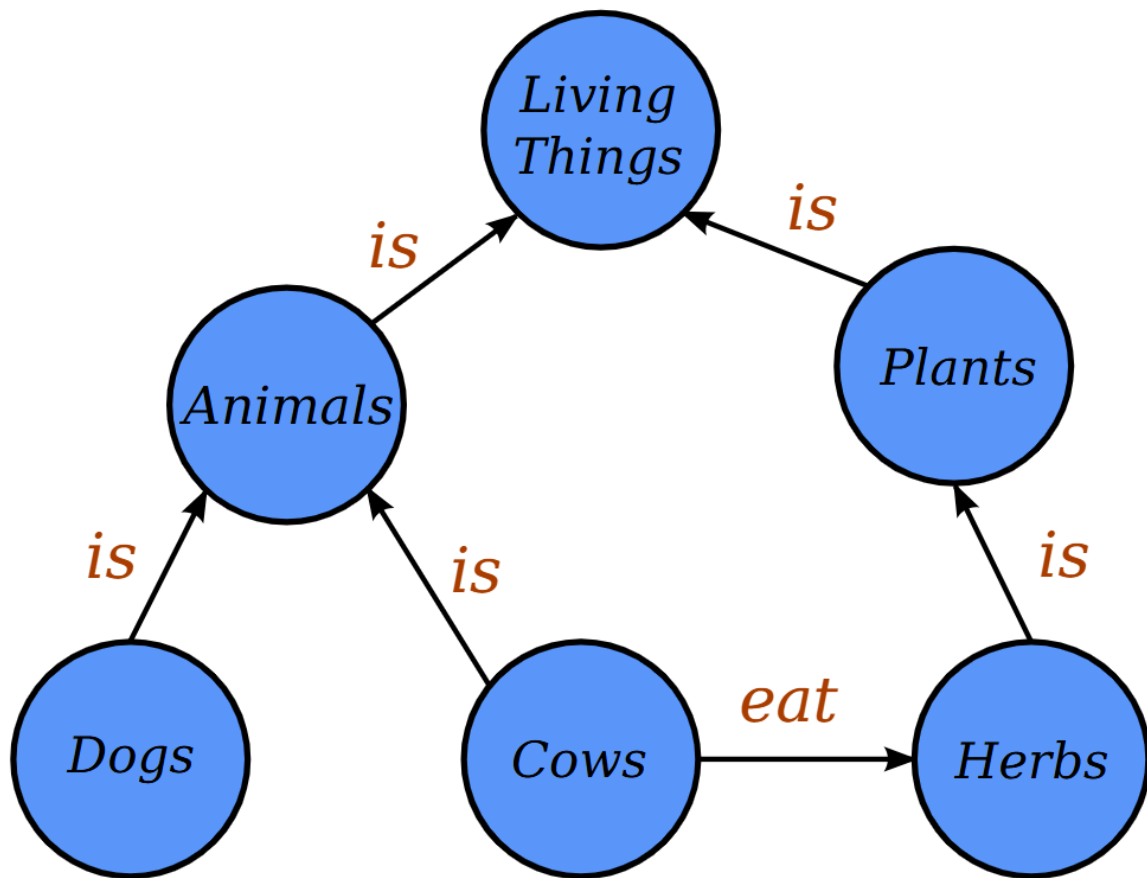 Living
Things
is
is
Animals
Plants
is
is
is
eat
Dogs
Cows
Herbs